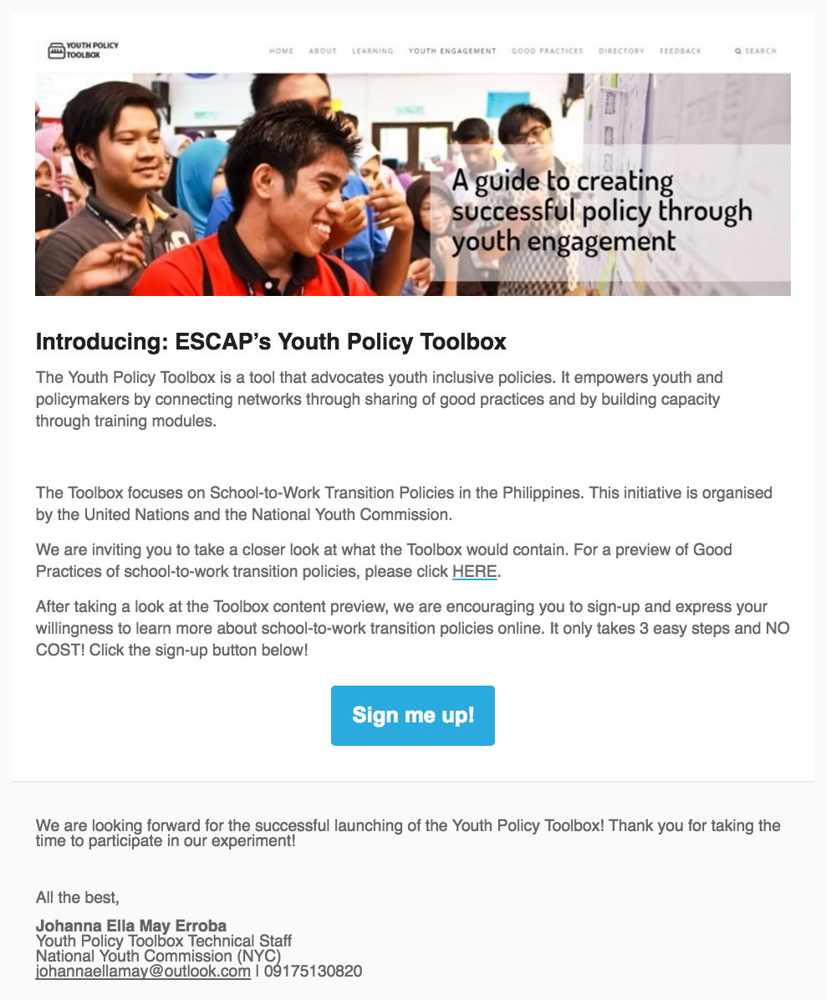 YOUTH POLICY
TOOLBOX
HOME ABOUT LEARNING YOUTH ENGAGEMENT GOOD PRACTICES DIRECTORY FEEDBACK SEARCH
A guide to creating
successful policy through
youth engagement
Introducing: ESCAP’s Youth Policy Toolbox
The Youth Policy Toolbox is a tool that advocates youth inclusive policies. It empowers youth and
policymakers by connecting networks through sharing of good practices and by building capacity
through training modules.
The Toolbox focuses on School-to-Work Transition Policies in the Philippines. This initiative is organised
by the United Nations and the National Youth Commission.
We are inviting you to take a closer look at what the Toolbox would contain. For a preview of Good
Practices of school-to-work transition policies, please click HERE.
After taking a look at the Toolbox content preview, we are encouraging you to sign-up and express your
willingness to learn more about school-to-work transition policies online. It only takes 3 easy steps and NO
COST! Click the sign-up button below!
Sign me up!
We are looking forward for the successful launching of the Youth Policy Toolbox! Thank you for taking the
time to participate in our experiment!
All the best,
Johanna Ella May Erroba
Youth Policy Toolbox Technical Staff
National Youth Commission (NYC)
johannaellamay@outlook.com | 09175130820